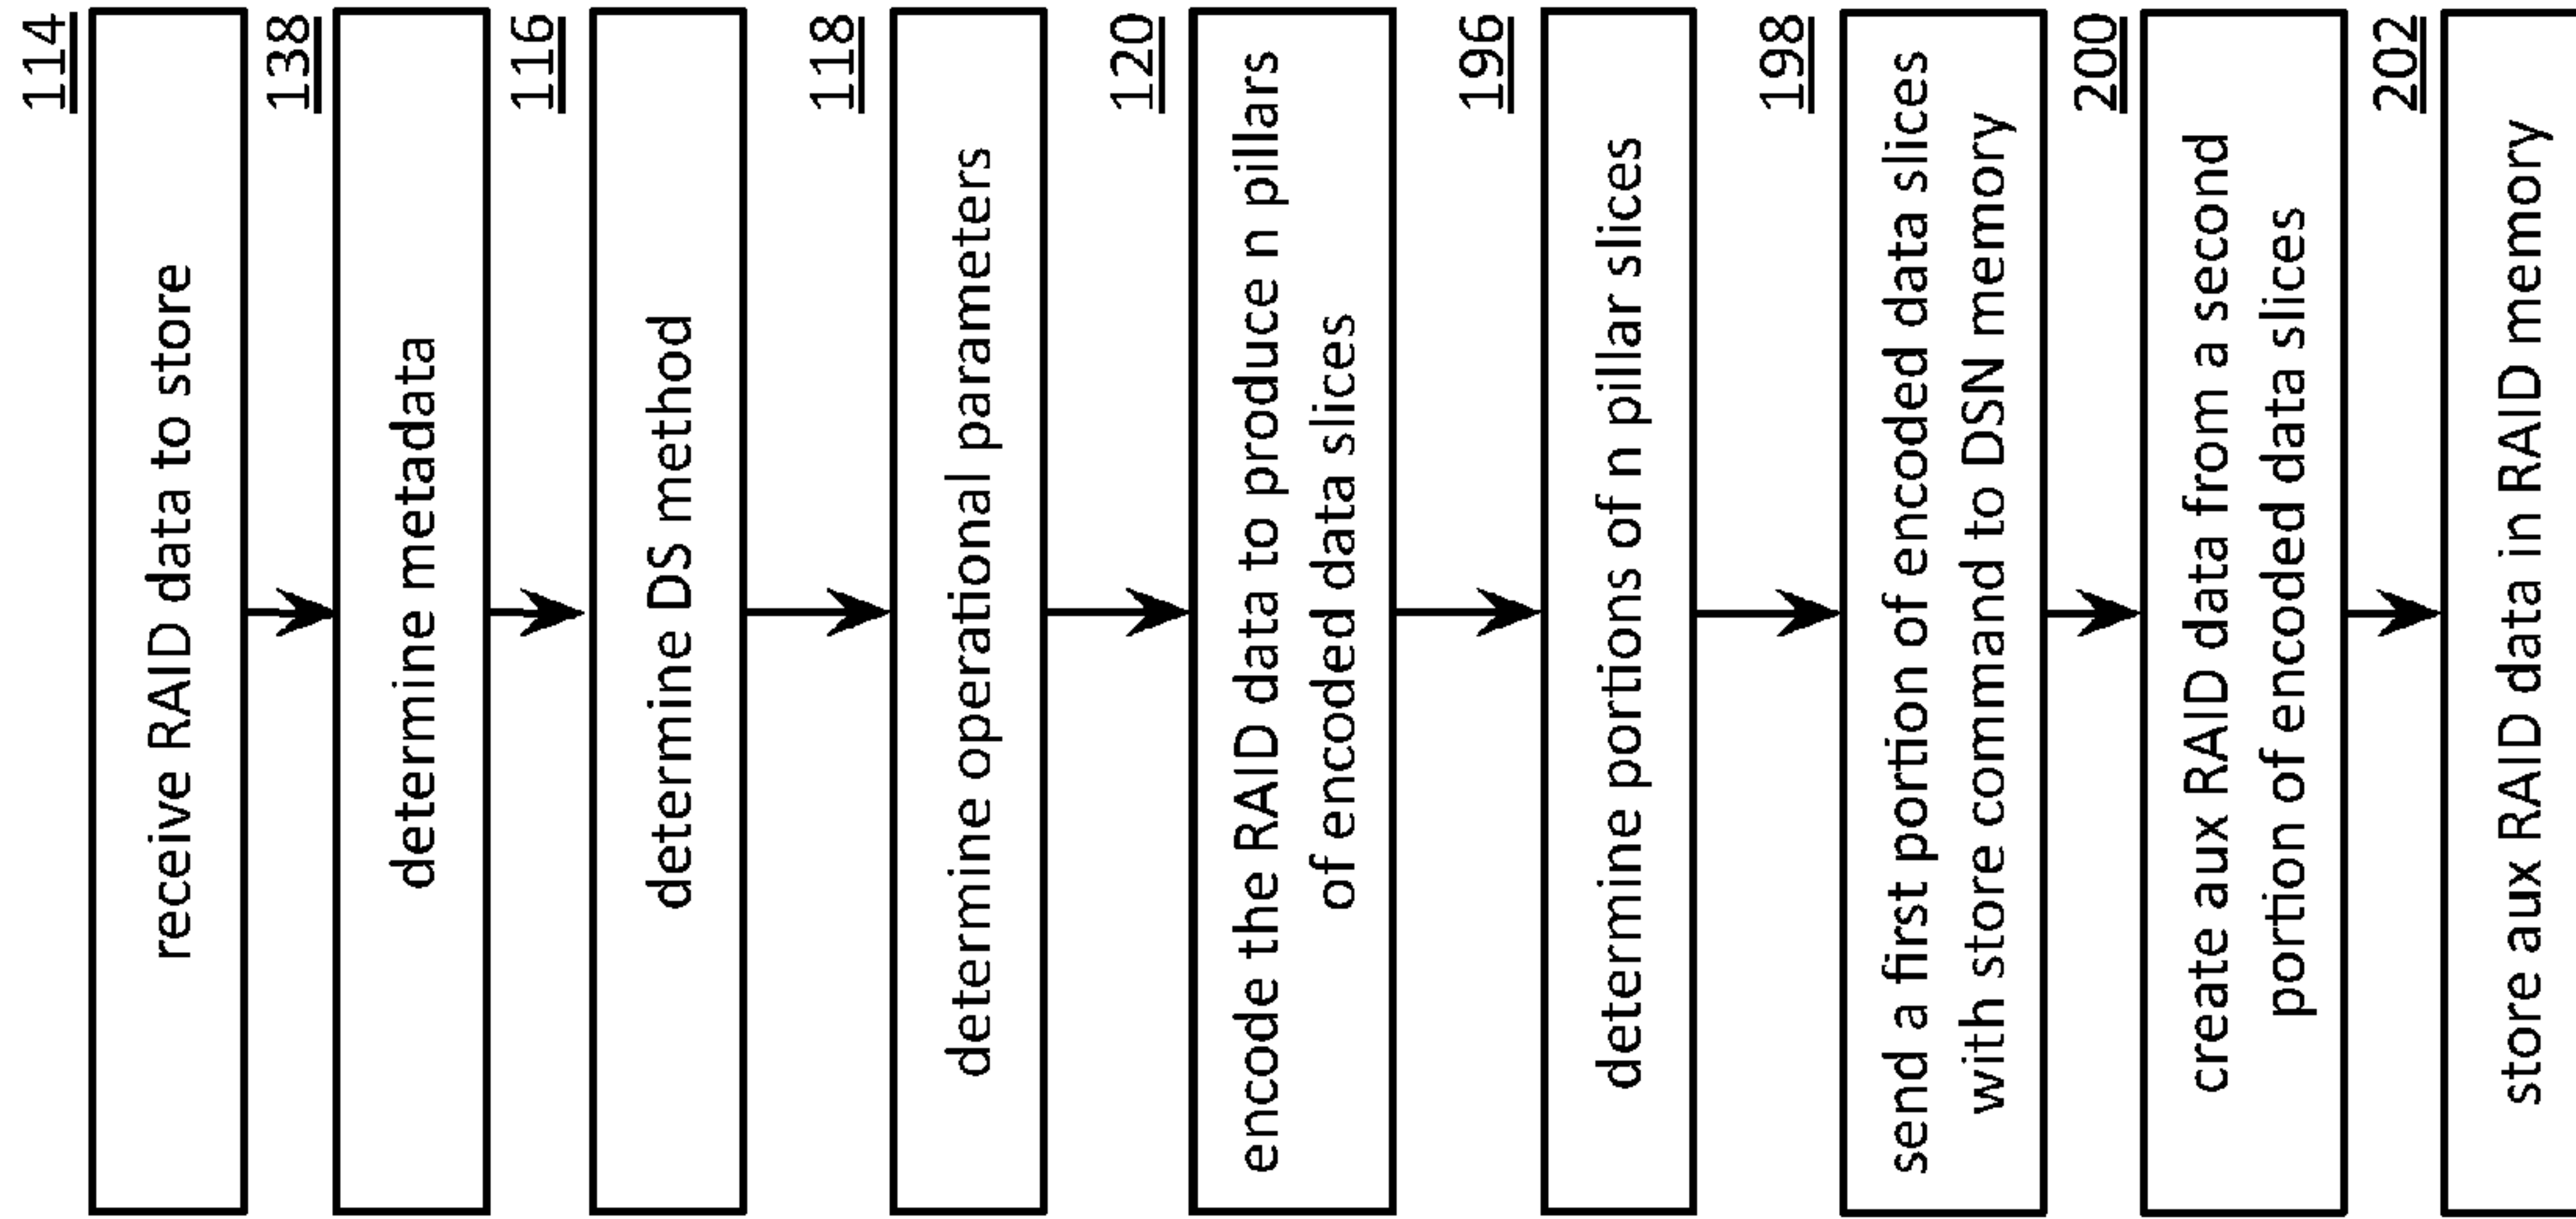 114
receive RAID data to store
138
determine metadata
116
determine DS method
118
determine operational parameters
120
encode the RAID data to produce n pillars
of encoded data slices
196
determine portions of n pillar slices
198
send a first portion of encoded data slices
with store command to DSN memory
200
create aux RAID data from a second
portion of encoded data slices
202
store aux RAID data in RAID memory